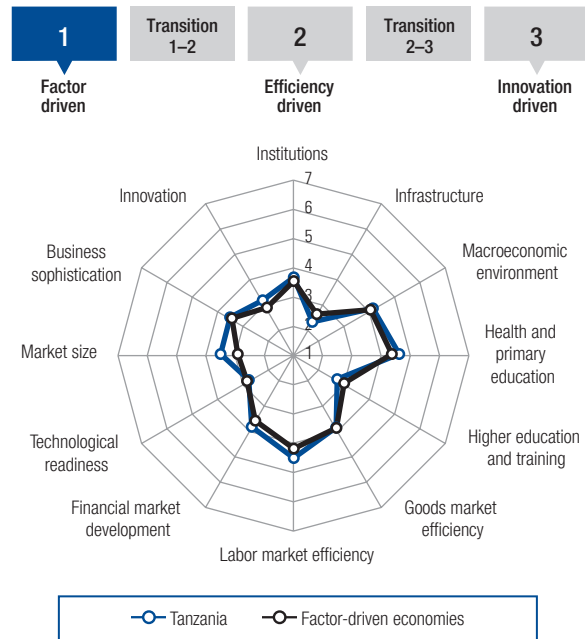 1
Transition
1–2
2
Transition
2–3
3
Factor
driven
Efficiency
driven
Innovation
driven
Institutions
Infrastructure
Macroeconomic
environment
Health and
primary
education
Higher education
and training
Goods market
efficiency
Labor market efficiency
Financial market
development
Technological
readiness
Market size
Business
sophistication
Innovation
7
6
5
4
3
2
1
Tanzania
Factor-driven economies